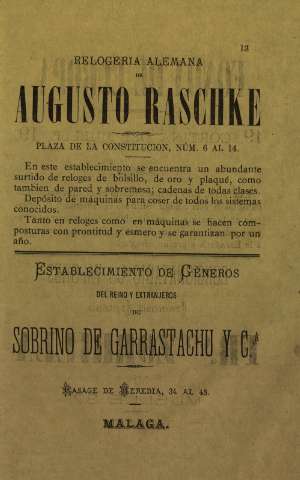 13
RELOGERIA ALEMANA
DE
AUGUSTO RASCHKE
PLAZA DE LA CONSTITUCION, NÚM. 6 AL 14.
En este establecimiento se encuentra un abundante
surtido de reloges de bolsillo, de oro y plaqué, como
tambien de pared y sobremesa; cadenas de todas clases.
Depósito de máquinas para coser de todos los sistemas
conocidos.
Tanto en reloges como en máquinas se hacen com-
posturas con prontitud y esmero y se garantizan por un
año.
ESTABLECIMIENTO DE GÉNEROS
DEL REINO Y EXTRANJEROS
DE
SOBRINO DE GARRASTACHU Y C.ª
PASAGE DE HEREDIA, 34 AL 48.
MALAGA.